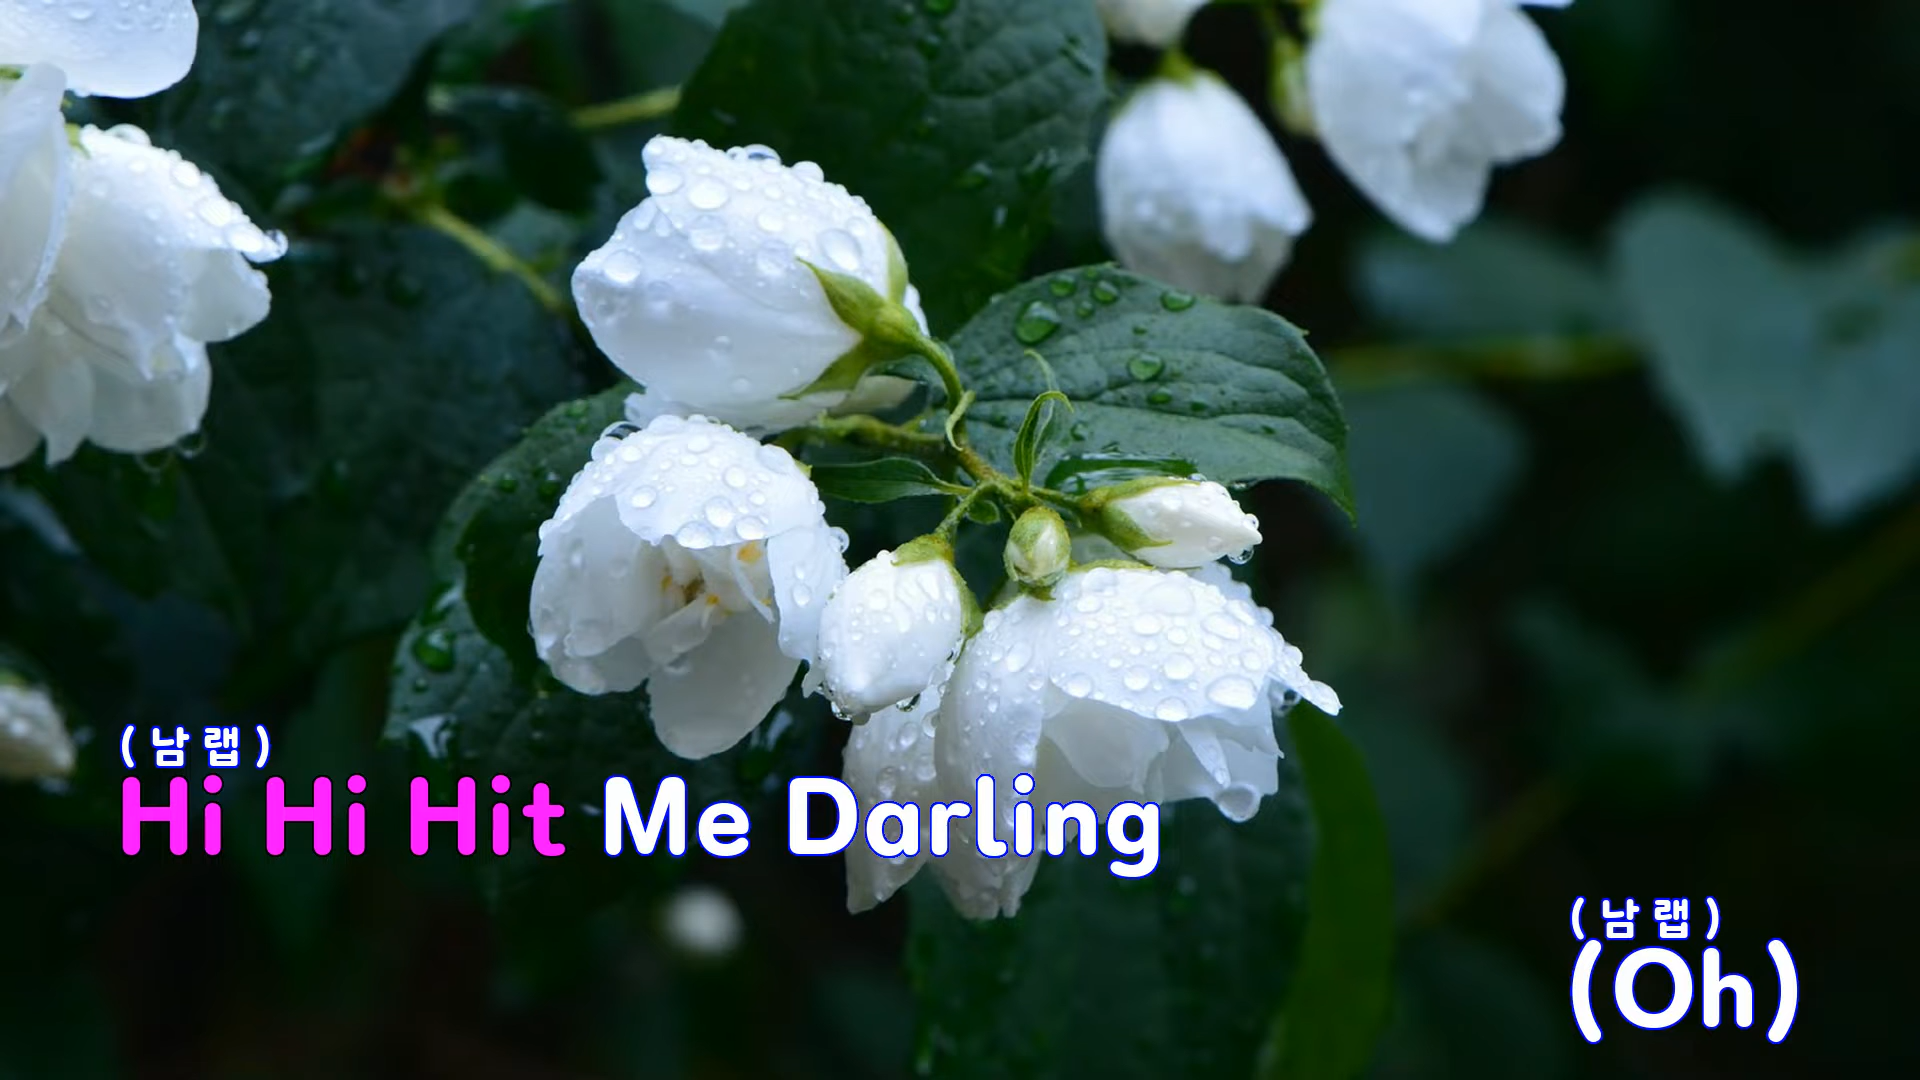 ( 남 랩 )
Hi Hi Hit Me Darling
( 남 랩 )
(Oh)